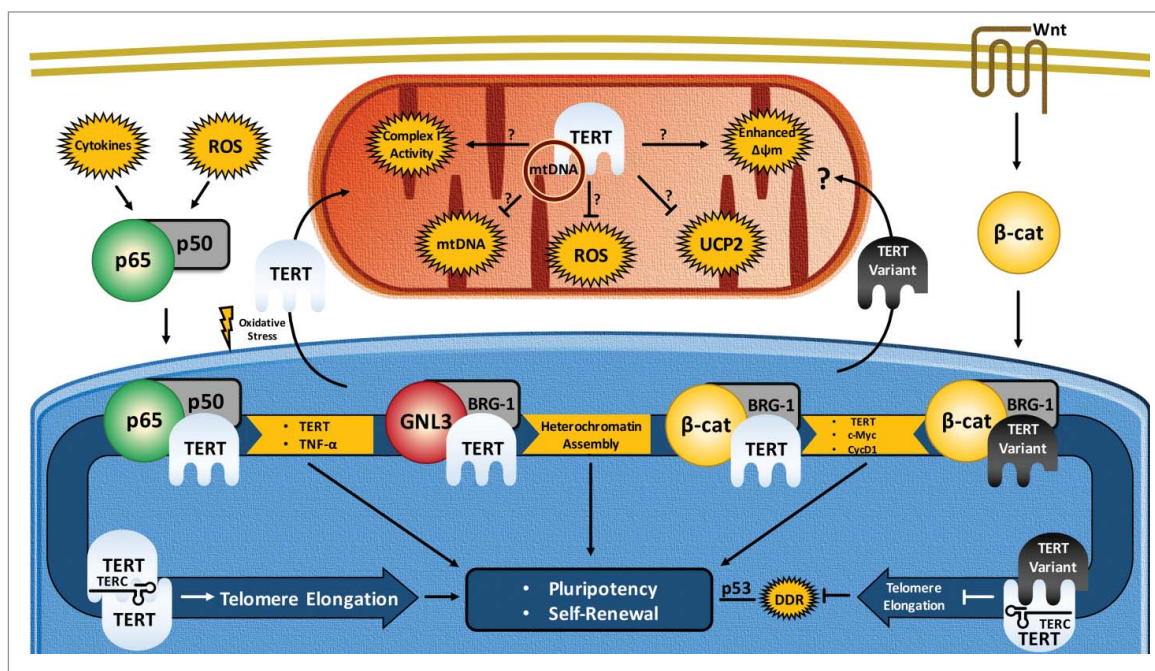 Wnt
Cytokines
ROS
p65
p50
TERT
Oxidative
Stress
Complex I
Activity
?
TERT
mtDNA
?
Enhanced
Δψm
?
mtDNA
?
ROS
?
UCP2
?
TERT
Variant
β-cat
p65
p50
TERT
• TERT
• TNF-α
GNL3
BRG-1
TERT
Heterochromatin
Assembly
β-cat
BRG-1
TERT
• TERT
• c-Myc
• CycD1
β-cat
BRG-1
TERT
Variant
TERT
TERC
TERT
Telomere Elongation
• Pluripotency
• Self-Renewal
p53
DDR
Telomere
Elongation
TERT
Variant
TERC
TERT